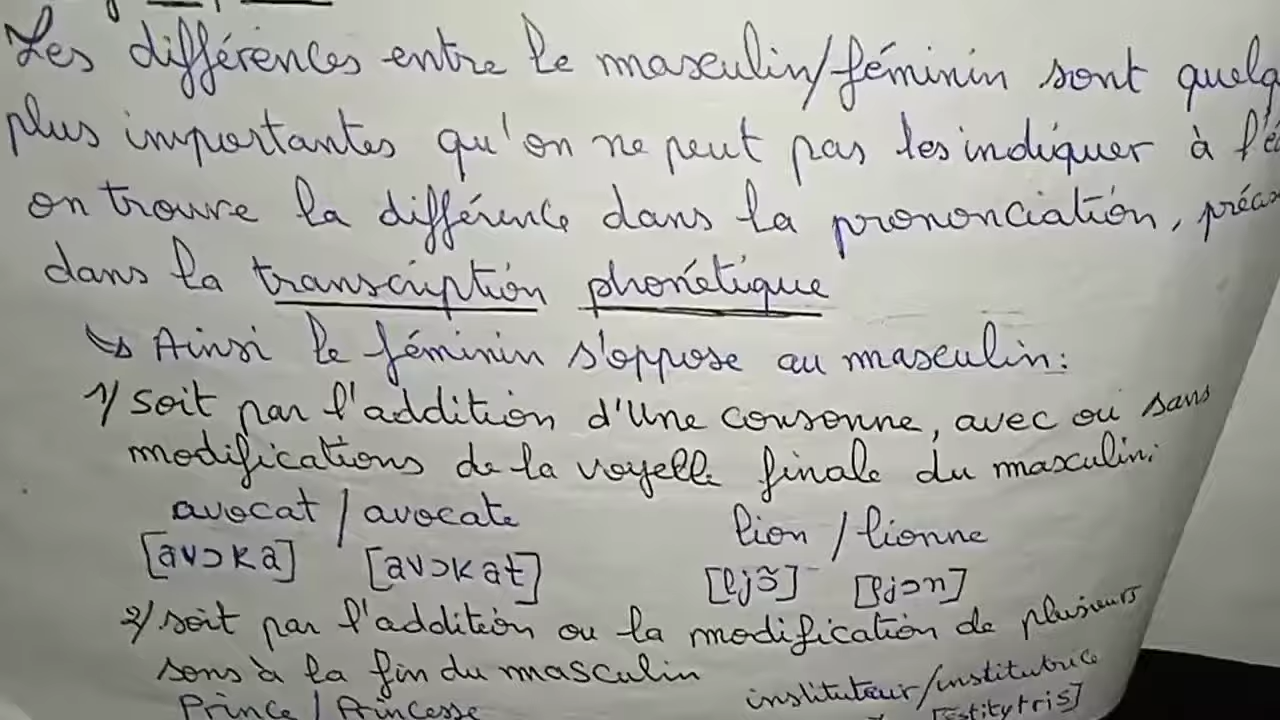 Les différences entre le masculin/féminin sont quelq
plus importantes qu'on ne peut pas les indiquer à l'é
on trouve la différence dans la prononciation, préc
dans la transcription phonétique
↳ Ainsi le féminin s'oppose au masculin:
1/ soit par l'addition d'une consonne, avec ou sans
modifications de la voyelle finale du masculin:
avocat / avocate lion / lionne
[avɔka] [avɔkat] [ljɔ̃] [ljɔn]
2/ soit par l'addition ou la modification de plusieurs
sons à la fin du masculin
Prince / Princesse instituteur/institutrice
[ɛ̃stitytris]